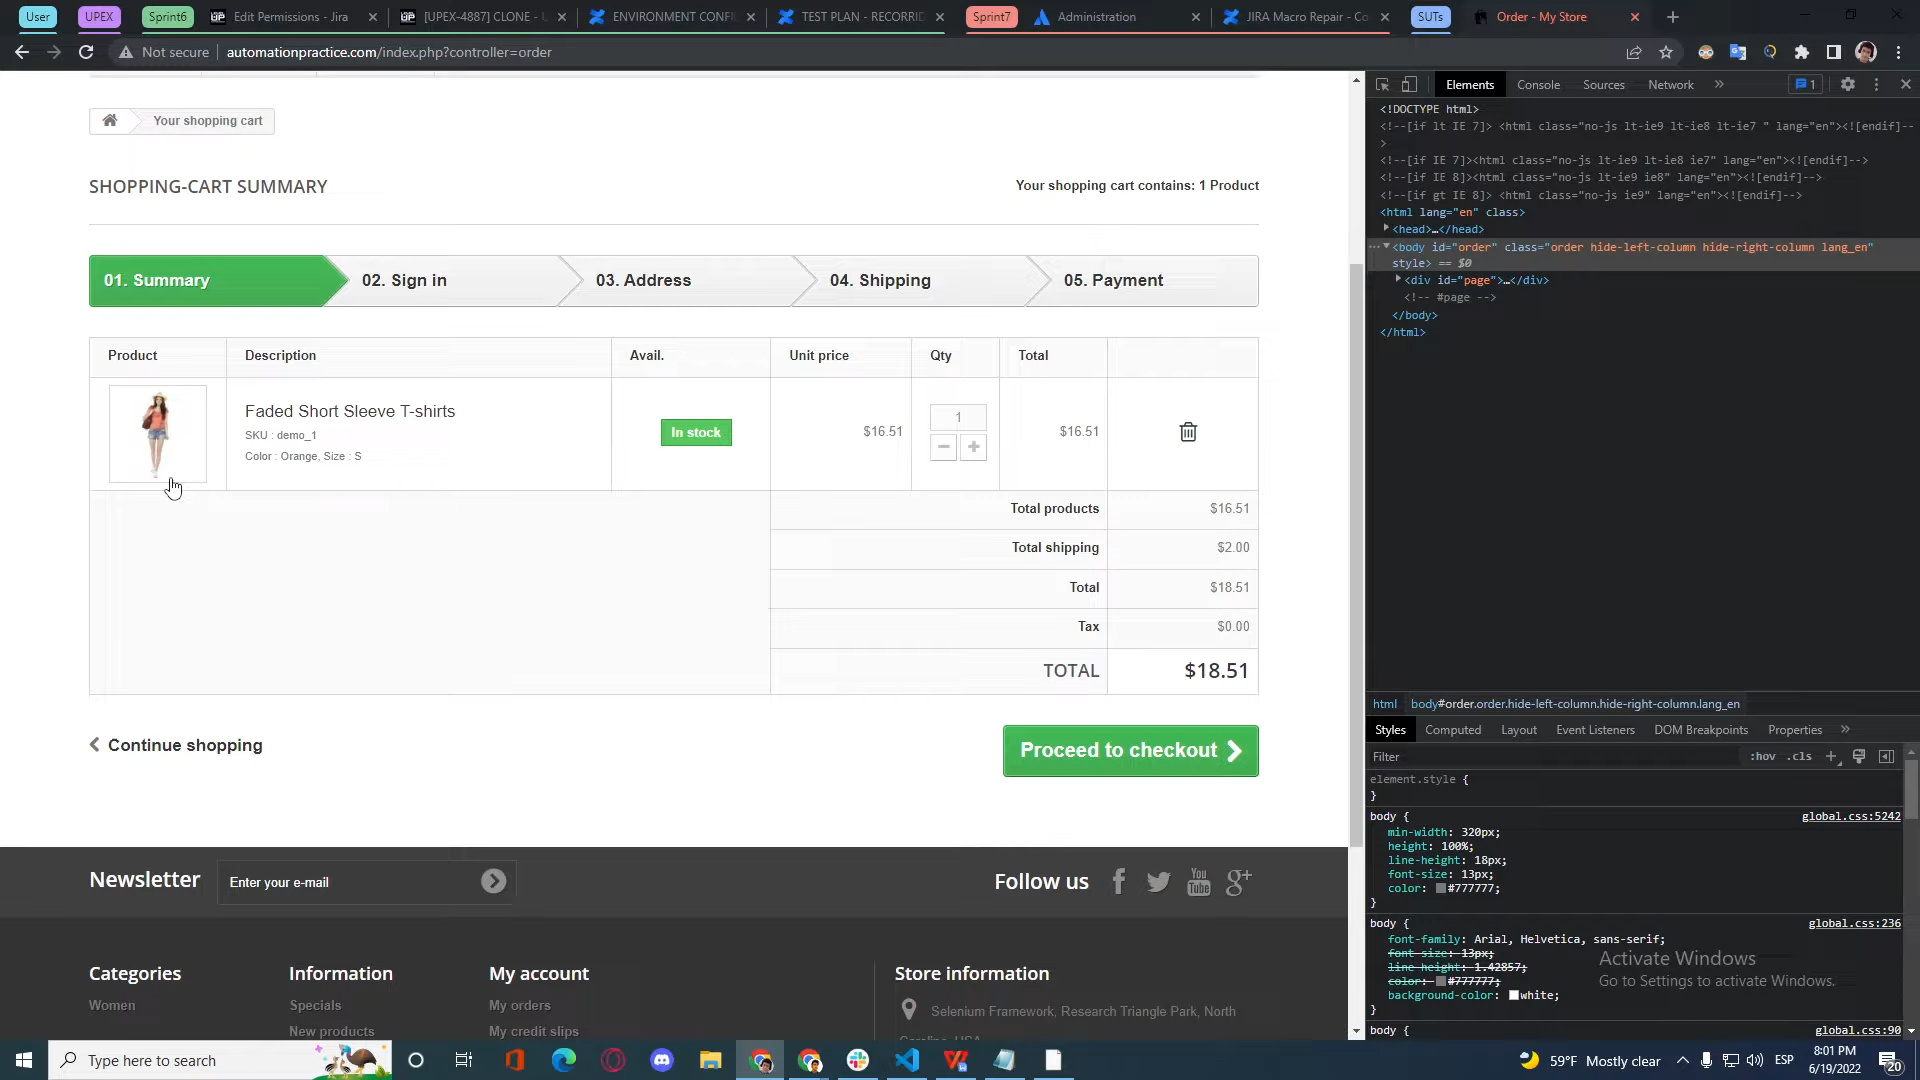 User
UPEX
Sprint6
Edit Permissions - Jira
[UPEX-4887] CLONE - U
ENVIRONMENT CONFI
TEST PLAN - RECORRID
Sprint7
Administration
JIRA Macro Repair - Co
SUTs
Order - My Store
Not secure
automationpractice.com/index.php?controller=order
Your shopping cart
SHOPPING-CART SUMMARY
Your shopping cart contains: 1 Product
01. Summary
02. Sign in
03. Address
04. Shipping
05. Payment
Product Description Avail. Unit price Qty Total
Faded Short Sleeve T-shirts
SKU : demo_1
Color : Orange, Size : S
In stock
$16.51
1
$16.51
Total products $16.51
Total shipping $2.00
Total $18.51
Tax $0.00
TOTAL $18.51
Continue shopping
Proceed to checkout
Newsletter
Enter your e-mail
Follow us
You
Tube
Categories
Women
Information
Specials
New products
My account
My orders
My credit slips
Store information
Selenium Framework, Research Triangle Park, North
Carolina, USA
Elements Console Sources Network » 1
<!DOCTYPE html>
<!--[if lt IE 7]> <html class="no-js lt-ie9 lt-ie8 lt-ie7 " lang="en"><![endif]--
>
<!--[if IE 7]><html class="no-js lt-ie9 lt-ie8 ie7" lang="en"><![endif]-->
<!--[if IE 8]><html class="no-js lt-ie9 ie8" lang="en"><![endif]-->
<!--[if gt IE 8]> <html class="no-js ie9" lang="en"><![endif]-->
<html lang="en" class>
<head>…</head>
<body id="order" class="order hide-left-column hide-right-column lang_en"
style> == $0
<div id="page">…</div>
<!-- #page -->
</body>
</html>
html body#order.order.hide-left-column.hide-right-column.lang_en
Styles Computed Layout Event Listeners DOM Breakpoints Properties »
Filter :hov .cls +
element.style {
}
body { global.css:5242
min-width: 320px;
height: 100%;
line-height: 18px;
font-size: 13px;
color: #777777;
}
body { global.css:236
font-family: Arial, Helvetica, sans-serif;
font-size: 13px;
line-height: 1.42857;
color: #777777;
background-color: white;
}
body { global.css:90
Activate Windows
Go to Settings to activate Windows.
Type here to search
59°F Mostly clear
ESP
8:01 PM
6/19/2022
20